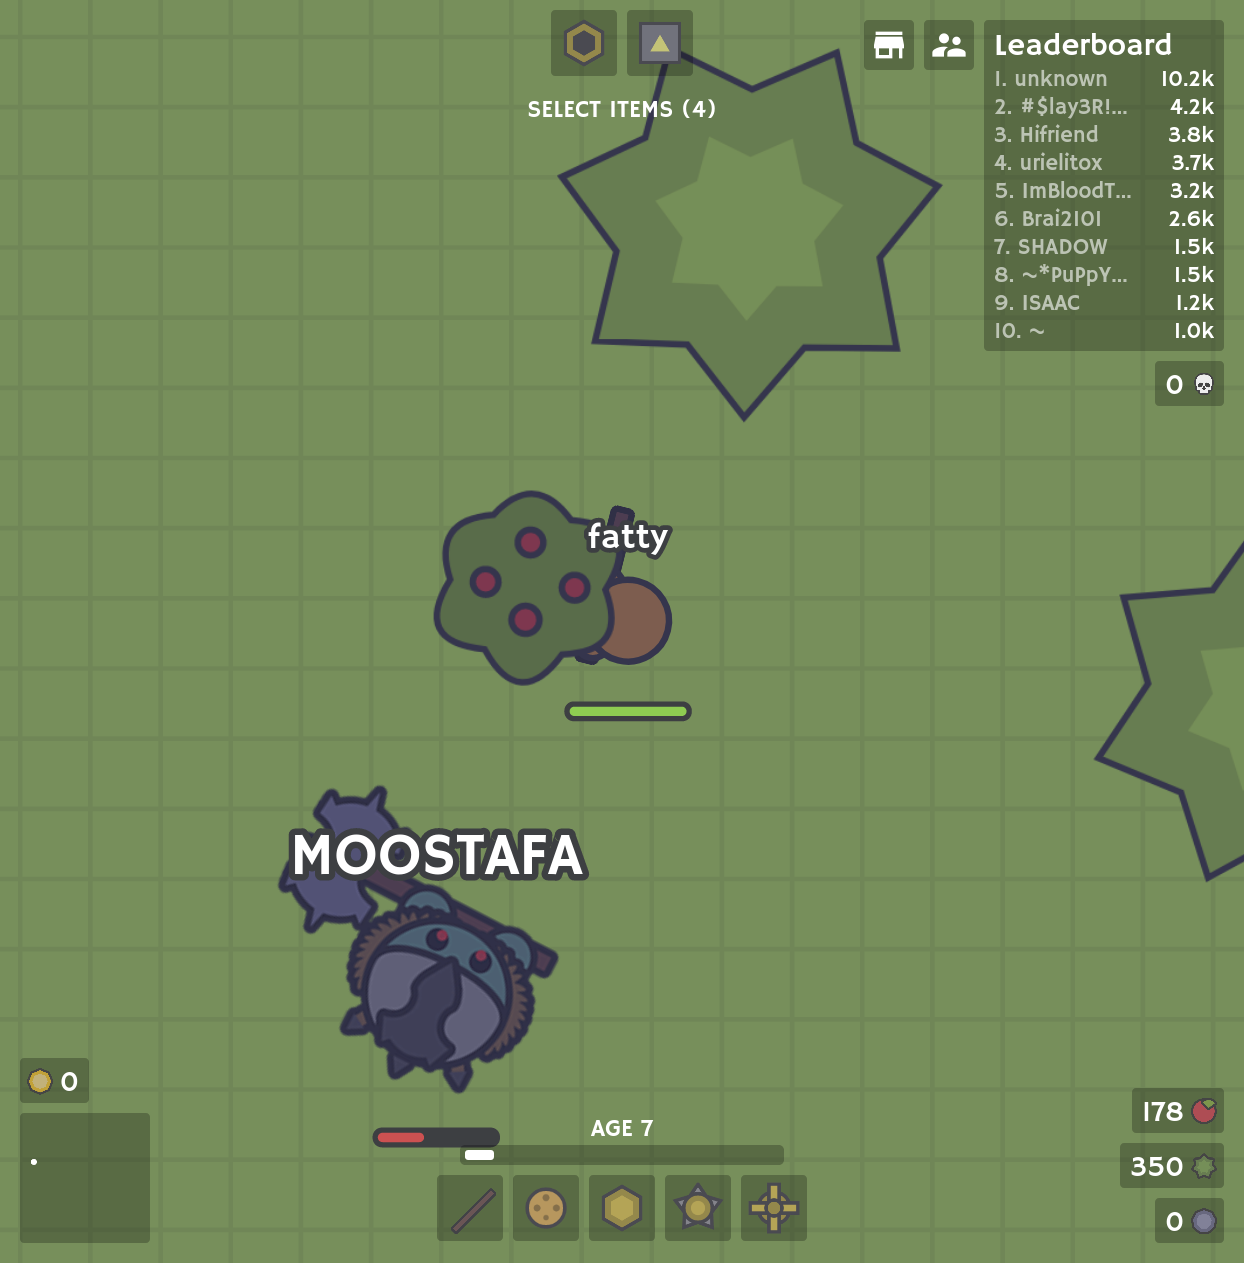 SELECT ITEMS (4)
Leaderboard
1. unknown 10.2k
2. #$lay3R!... 4.2k
3. Hifriend 3.8k
4. urielitox 3.7k
5. ImBloodT... 3.2k
6. Brai2101 2.6k
7. SHADOW 1.5k
8. ~*PuPpY... 1.5k
9. ISAAC 1.2k
10. ~ 1.0k
0
fatty
MOOSTAFA
0
AGE 7
178
350
0